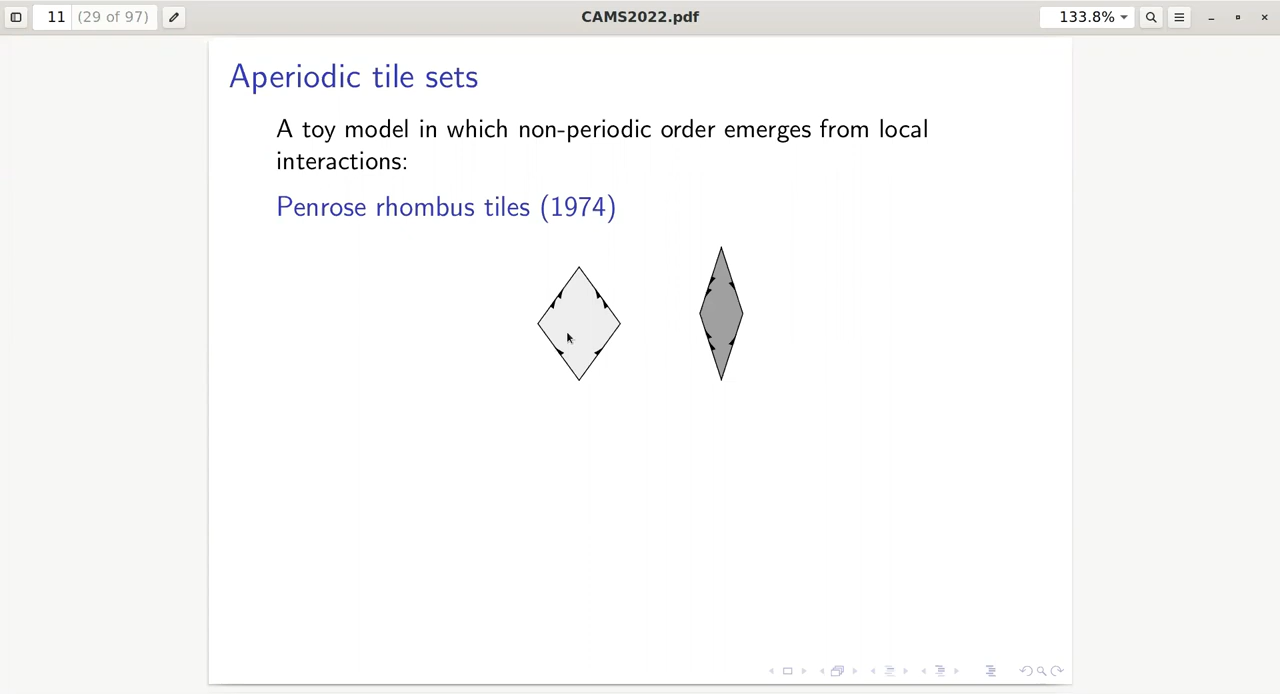 11 (29 of 97)
CAMS2022.pdf
133.8%
Aperiodic tile sets
A toy model in which non-periodic order emerges from local
interactions:
Penrose rhombus tiles (1974)